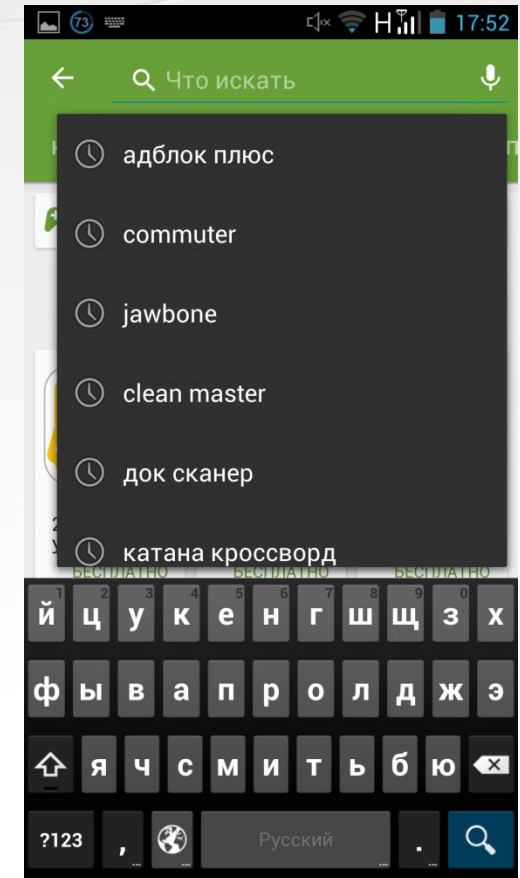 73 H 17:52
Что искать
адблок плюс
commuter
jawbone
clean master
док сканер
катана кроссворд
БЕСПЛАТНО БЕСПЛАТНО БЕСПЛАТНО
1 2 3 4 5 6 7 8 9 0
й ц у к е н г ш щ з х
ф ы в а п р о л д ж э
я ч с м и т ь б ю
?123 , Русский .